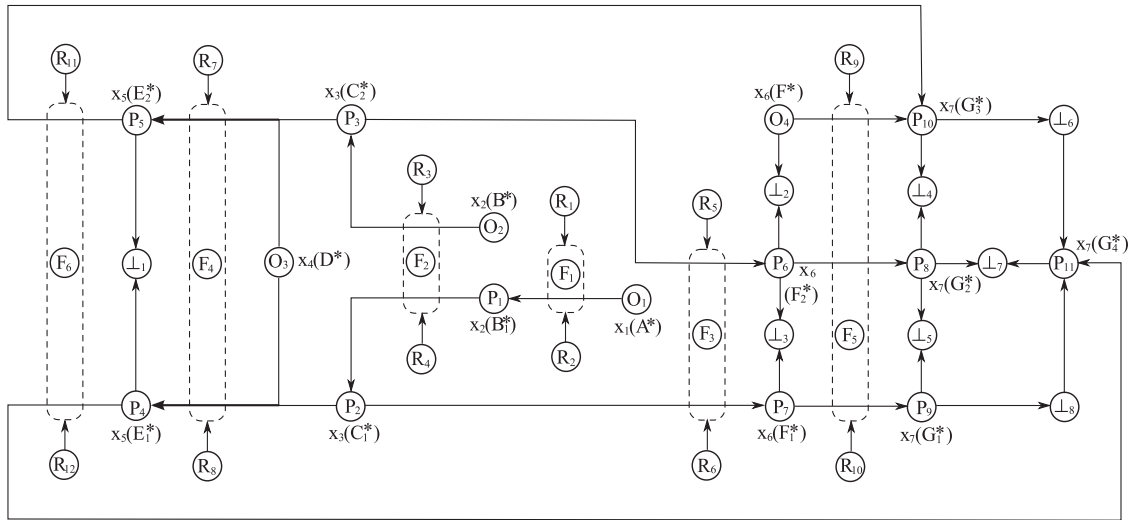 R₁₁ R₇ R₉
x₅(E₂*) x₃(C₂*) x₆(F*) x₇(G₃*)
P₅ P₃ O₄ P₁₀ ⊥₆
R₃ R₁ R₅
x₂(B*) ⊥₂ ⊥₄
O₂
x₇(G₄*)
F₆ ⊥₁ F₄ O₃ x₄(D*) F₂ F₁ P₆ x₆ P₈ ⊥₇ P₁₁
(F₂*) x₇(G₂*)
P₁ O₁
x₂(B₁*) x₁(A*)
R₄ R₂ F₃ ⊥₃ F₅ ⊥₅
P₄ P₂ P₇ P₉ ⊥₈
x₅(E₁*) x₃(C₁*) x₆(F₁*) x₇(G₁*)
R₁₂ R₈ R₆ R₁₀